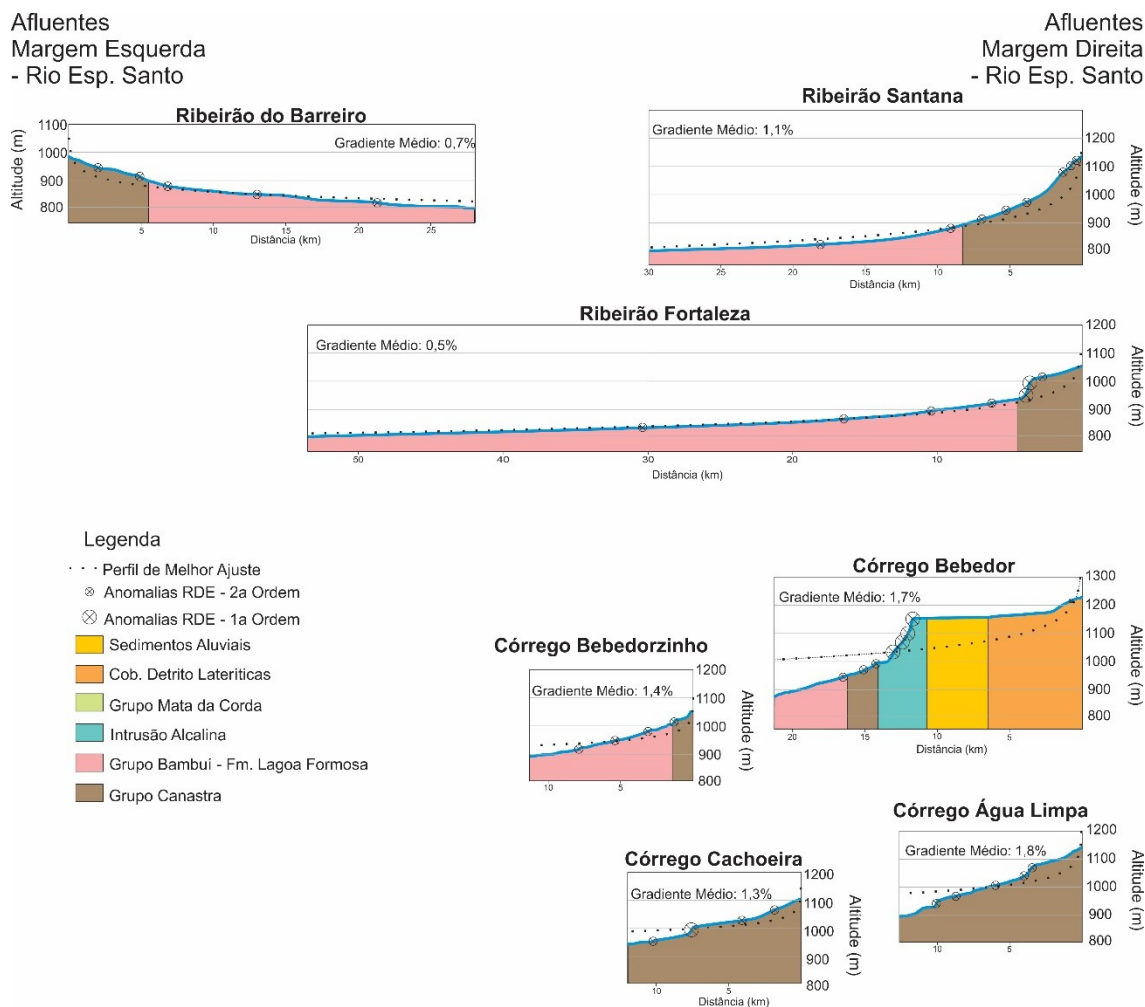 Afluentes
Margem Esquerda
- Rio Esp. Santo
Afluentes
Margem Direita
- Rio Esp. Santo
Ribeirão do Barreiro
Gradiente Médio: 0,7%
Altitude (m)
1100
1000
900
800
5
10
15
20
25
Distância (km)
Ribeirão Santana
Gradiente Médio: 1,1%
1200
1100
1000
900
800
Altitude (m)
30
25
20
15
10
5
Distância (km)
Ribeirão Fortaleza
Gradiente Médio: 0,5%
1200
1100
1000
900
800
Altitude (m)
50
40
30
20
10
Distância (km)
Legenda
Perfil de Melhor Ajuste
Anomalias RDE - 2a Ordem
Anomalias RDE - 1a Ordem
Sedimentos Aluviais
Cob. Detrito Lateríticas
Grupo Mata da Corda
Intrusão Alcalina
Grupo Bambuí - Fm. Lagoa Formosa
Grupo Canastra
Córrego Bebedor
Gradiente Médio: 1,7%
1300
1200
1100
1000
900
800
Altitude (m)
20
15
10
5
Distância (km)
Córrego Bebedorzinho
Gradiente Médio: 1,4%
1200
1100
1000
900
800
Altitude (m)
10
5
Distância (km)
Córrego Água Limpa
Gradiente Médio: 1,8%
1200
1100
1000
900
800
Altitude (m)
10
5
Distância (km)
Córrego Cachoeira
Gradiente Médio: 1,3%
1200
1100
1000
900
800
Altitude (m)
10
5
Distância (km)